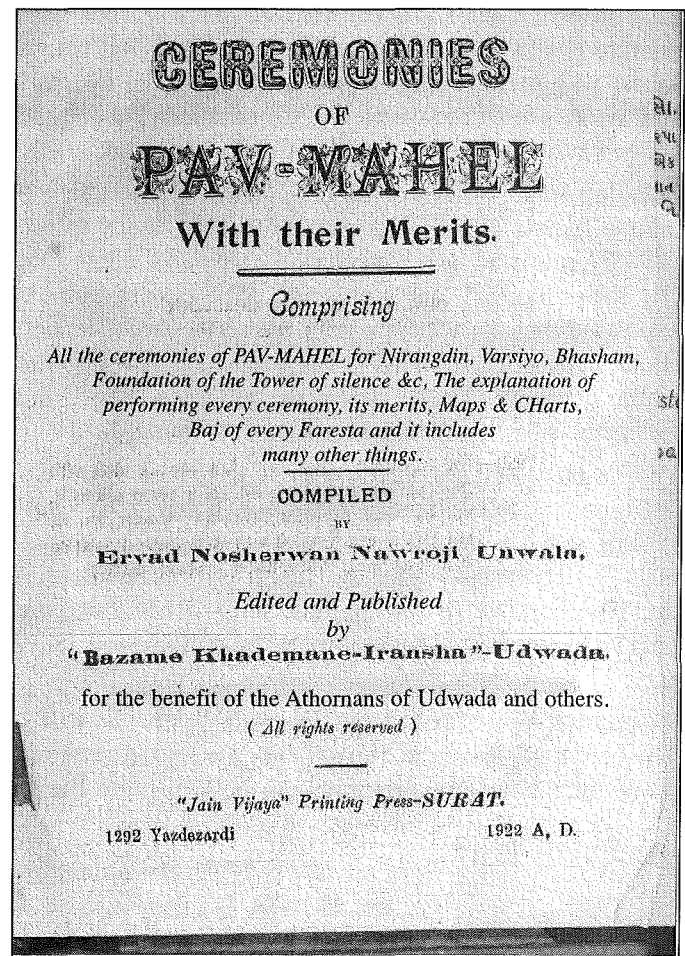 CEREMONIES
OF
PAV-MAHEL
With their Merits.
Comprising
All the ceremonies of PAV-MAHEL for Nirangdin, Varsiyo, Bhasham,
Foundation of the Tower of silence &c, The explanation of
performing every ceremony, its merits, Maps & CHarts,
Baj of every Faresta and it includes
many other things.
COMPILED
BY
Ervad Nosherwan Nawroji Unwala,
Edited and Published
by
"Bazame Khademane-Iransha"-Udwada.
for the benefit of the Athornans of Udwada and others.
( All rights reserved )
"Jain Vijaya" Printing Press-SURAT.
1292 Yazdezardi 1922 A, D.